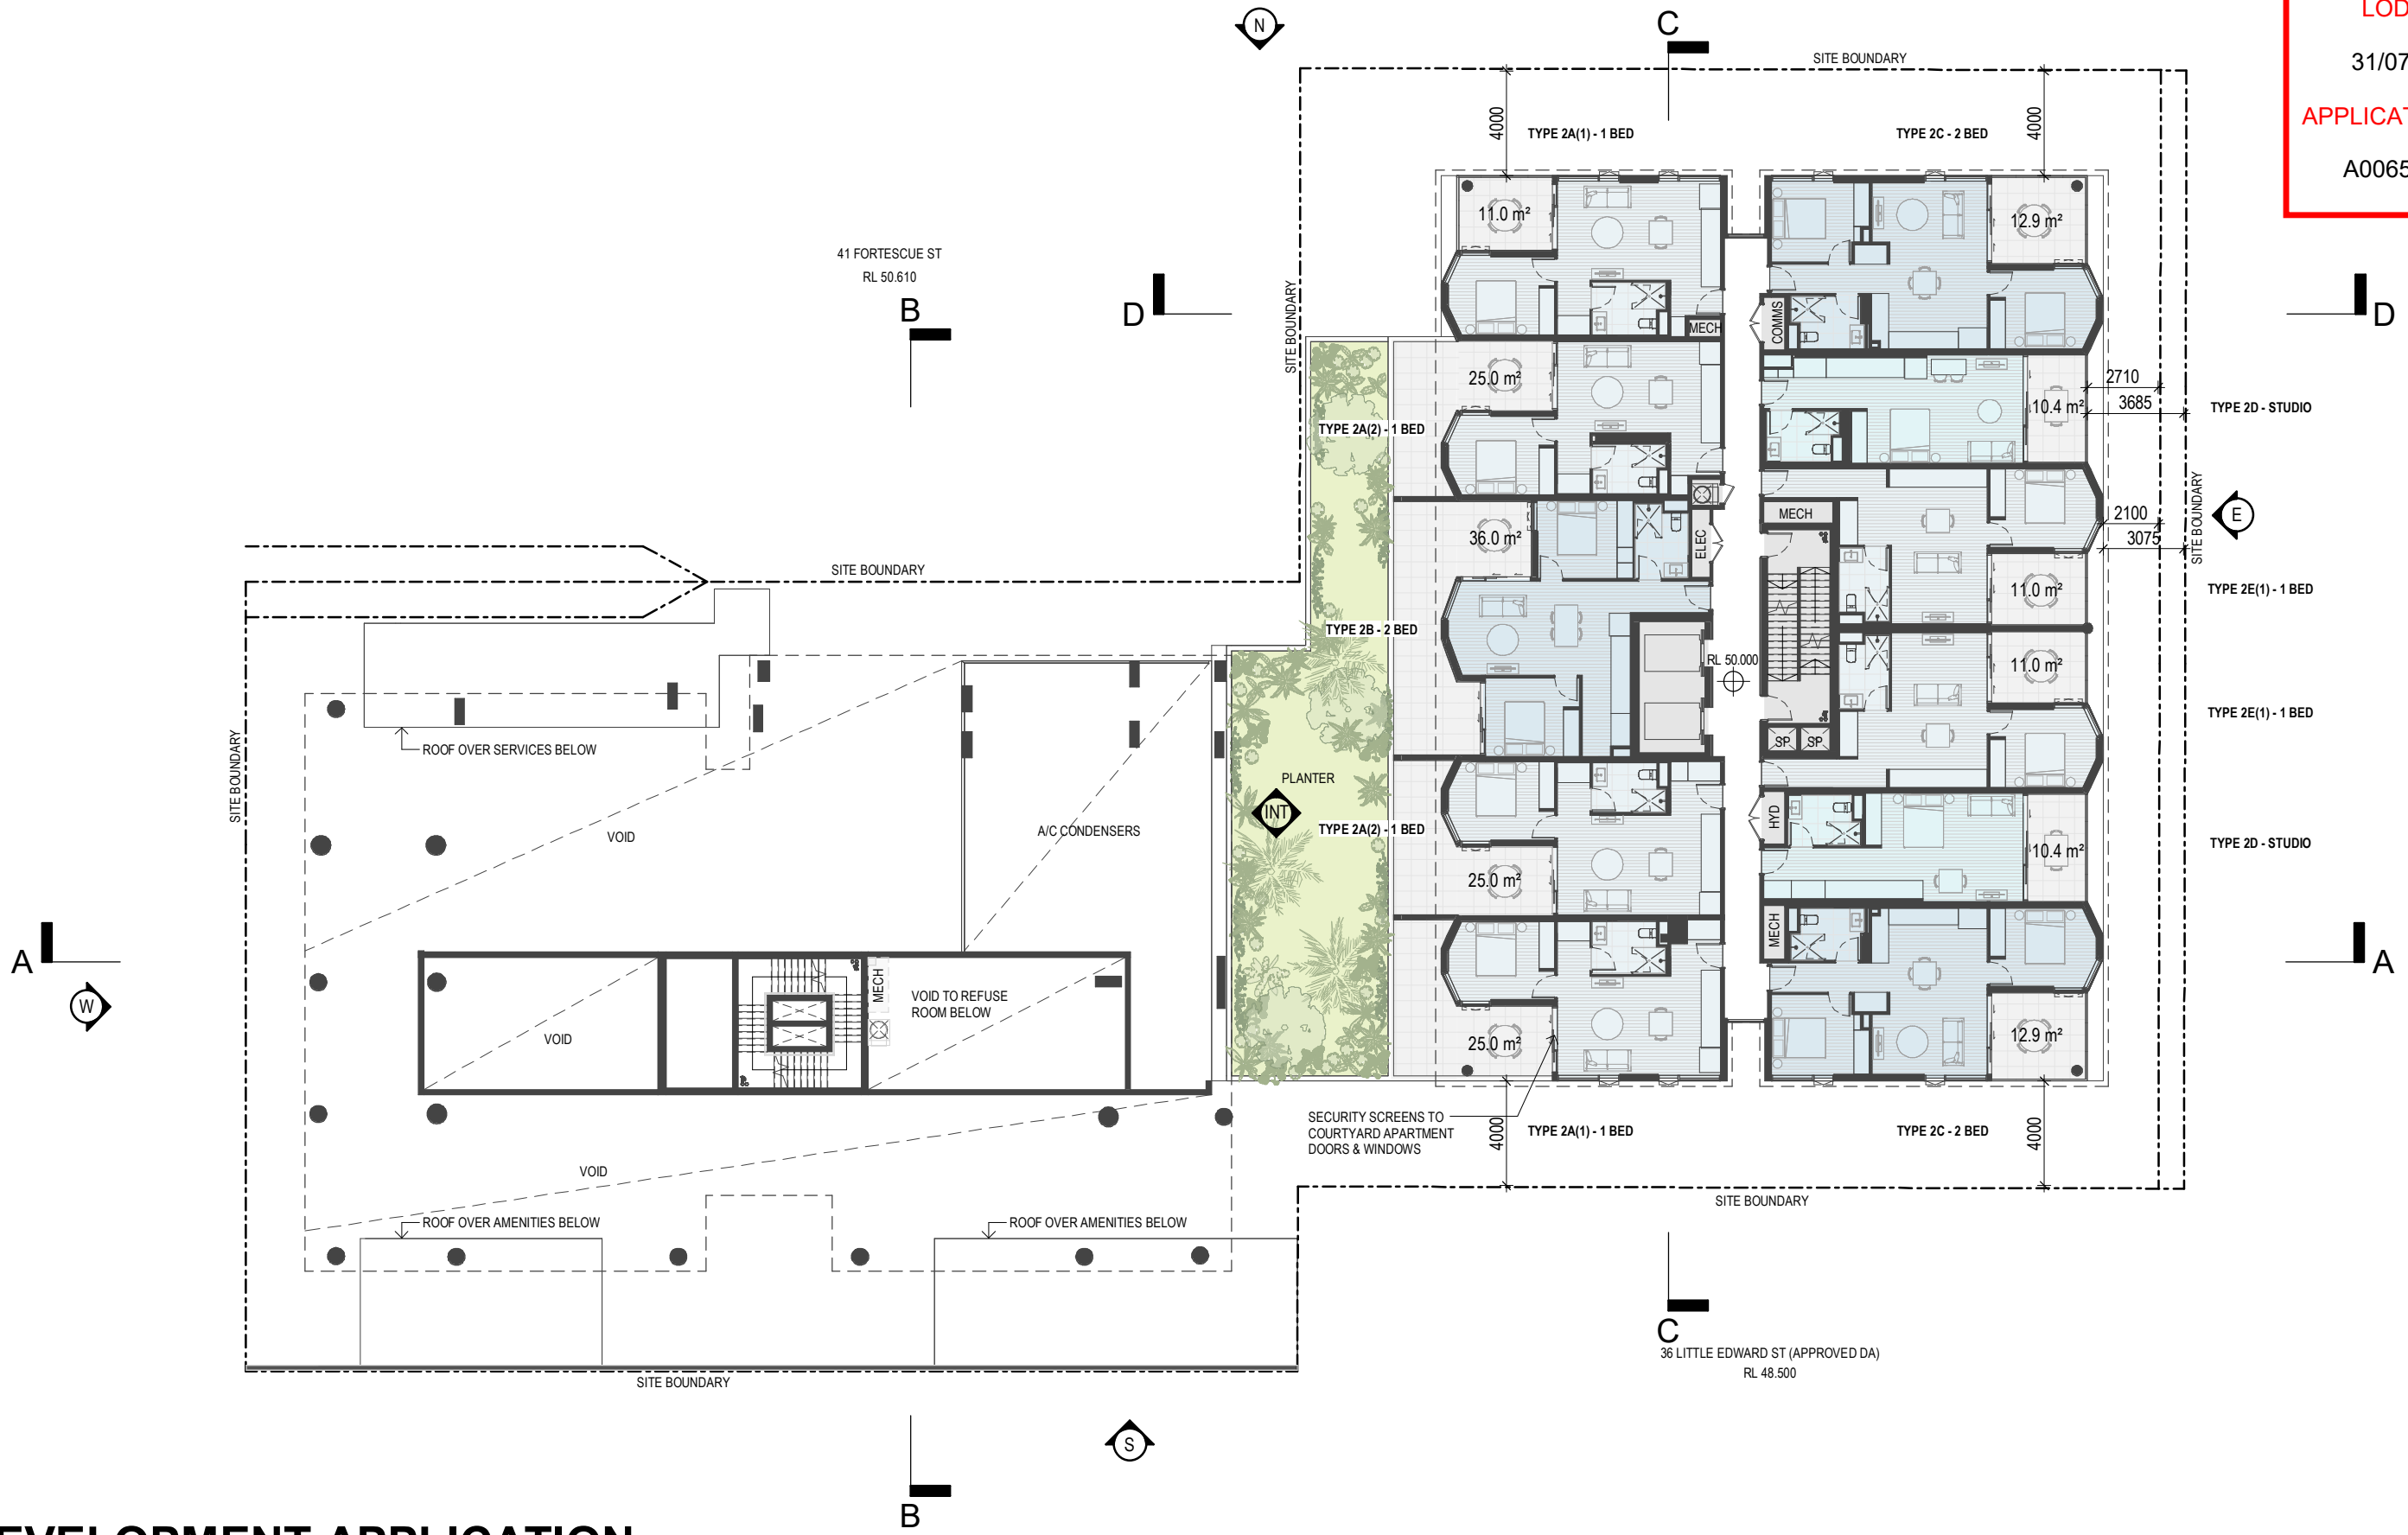 LOD
31/07
APPLICAT
A0065
N
C
SITE BOUNDARY
4000
TYPE 2A(1) - 1 BED
TYPE 2C - 2 BED
4000
11.0 m²
12.9 m²
41 FORTESCUE ST
RL 50.610
B
D
SITE BOUNDARY
MECH
COMMS
D
25.0 m²
TYPE 2A(2) - 1 BED
10.4 m²
2710
3685
TYPE 2D - STUDIO
36.0 m²
ELEC
MECH
2100
3075
SITE BOUNDARY
E
SITE BOUNDARY
11.0 m²
TYPE 2E(1) - 1 BED
TYPE 2B - 2 BED
RL 50.000
11.0 m²
TYPE 2E(1) - 1 BED
SP
SP
SITE BOUNDARY
ROOF OVER SERVICES BELOW
PLANTER
INT
VOID
A/C CONDENSERS
TYPE 2A(2) - 1 BED
HYD
TYPE 2D - STUDIO
25.0 m²
10.4 m²
MECH
A
A
W
MECH
VOID TO REFUSE
ROOM BELOW
VOID
25.0 m²
12.9 m²
SECURITY SCREENS TO
COURTYARD APARTMENT
DOORS & WINDOWS
4000
TYPE 2A(1) - 1 BED
TYPE 2C - 2 BED
4000
VOID
SITE BOUNDARY
ROOF OVER AMENITIES BELOW
ROOF OVER AMENITIES BELOW
C
36 LITTLE EDWARD ST (APPROVED DA)
RL 48.500
SITE BOUNDARY
S
B
EVELOPMENT APPLICATION